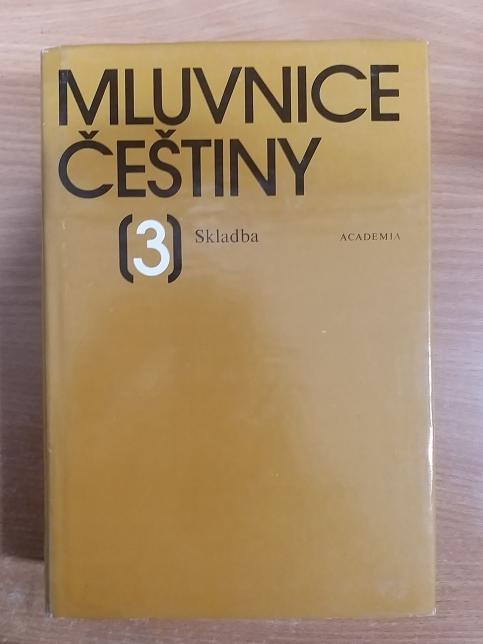 MLUVNICE
ČEŠTINY
(3) Skladba ACADEMIA